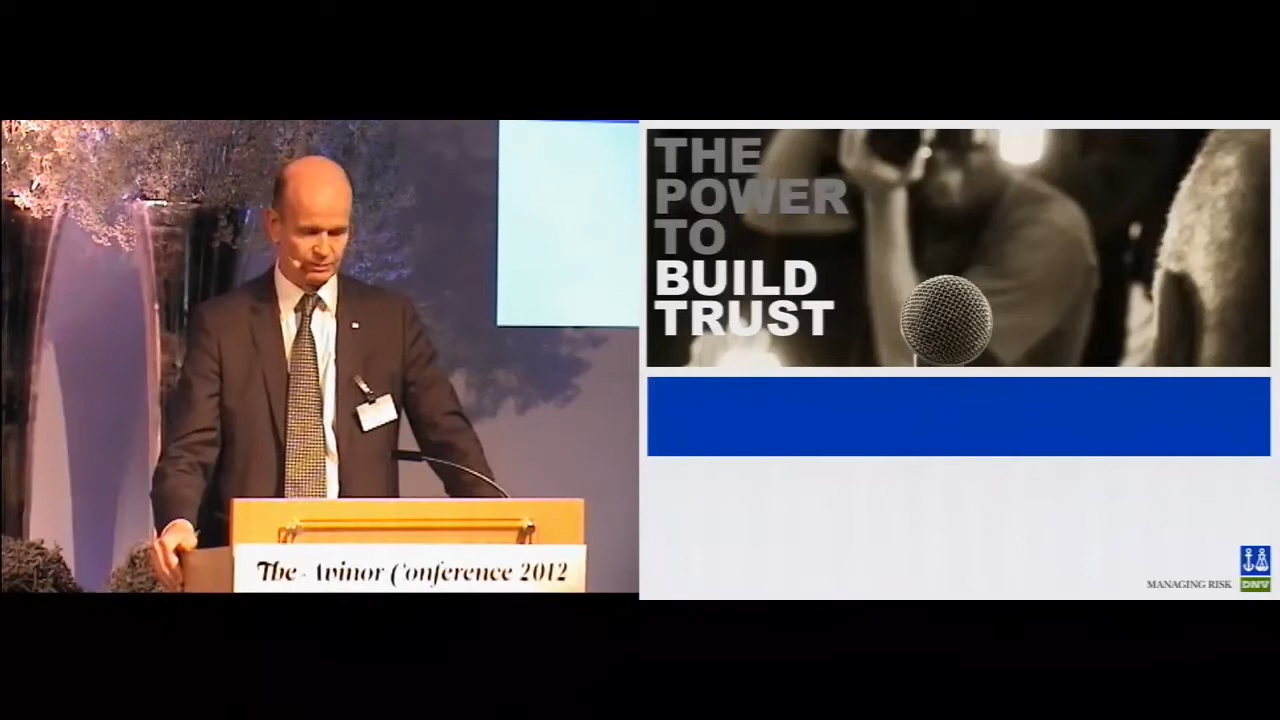 The Avinor Conference 2012
THE
POWER
TO
BUILD
TRUST
MANAGING RISK
DNV